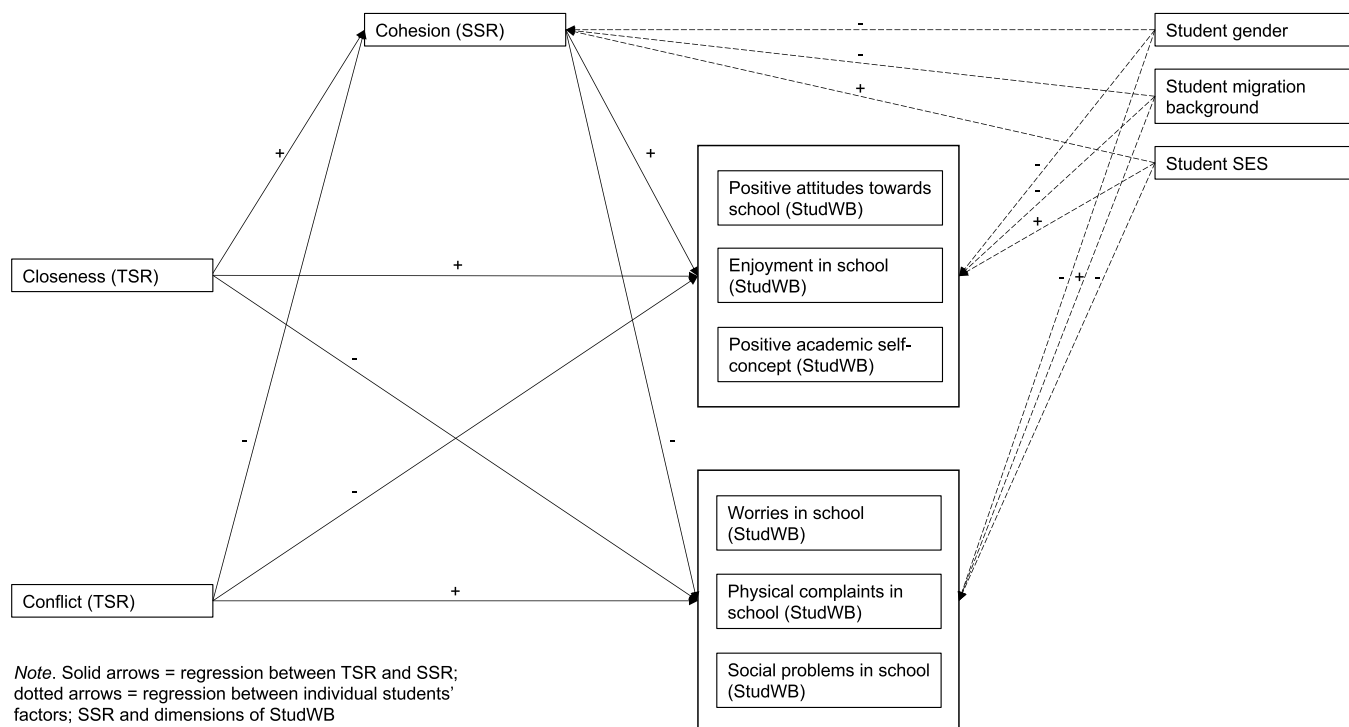 Cohesion (SSR)
-
Student gender
-
Student migration
background
+
Student SES
+
+
-
-
+
Positive attitudes towards
school (StudWB)
Closeness (TSR)
+
Enjoyment in school
(StudWB)
- + -
Positive academic self-
concept (StudWB)
-
-
-
-
Worries in school
(StudWB)
Conflict (TSR)
+
Physical complaints in
school (StudWB)
Social problems in school
(StudWB)
Note. Solid arrows = regression between TSR and SSR;
dotted arrows = regression between individual students’
factors; SSR and dimensions of StudWB